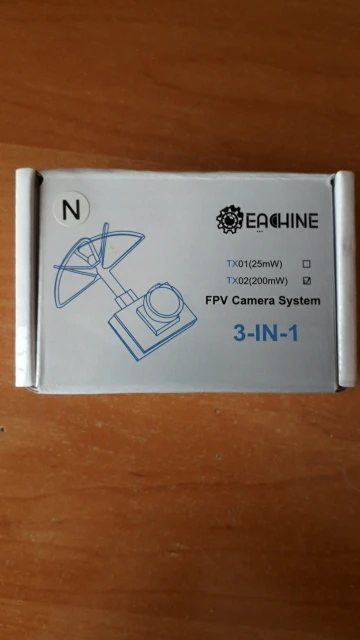 N
EACHINE
TX01(25mW)
TX02(200mW)
FPV Camera System
3-IN-1